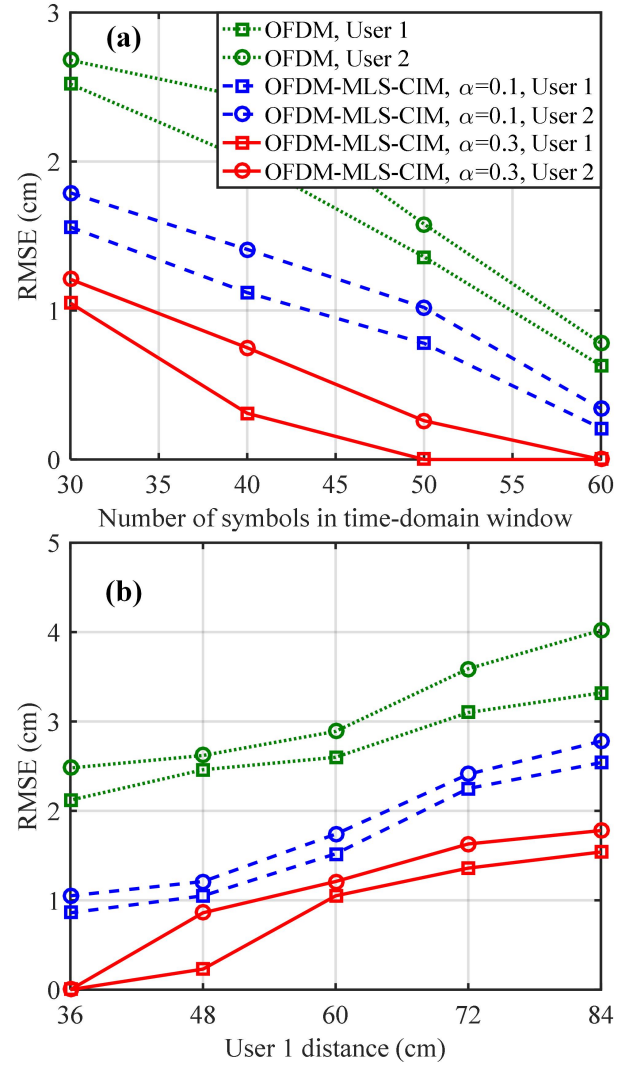 (a)
OFDM, User 1
OFDM, User 2
OFDM-MLS-CIM, α=0.1, User 1
OFDM-MLS-CIM, α=0.1, User 2
OFDM-MLS-CIM, α=0.3, User 1
OFDM-MLS-CIM, α=0.3, User 2
3
2
1
0
RMSE (cm)
30 35 40 45 50 55 60
Number of symbols in time-domain window
(b)
5
4
3
2
1
0
RMSE (cm)
36 48 60 72 84
User 1 distance (cm)